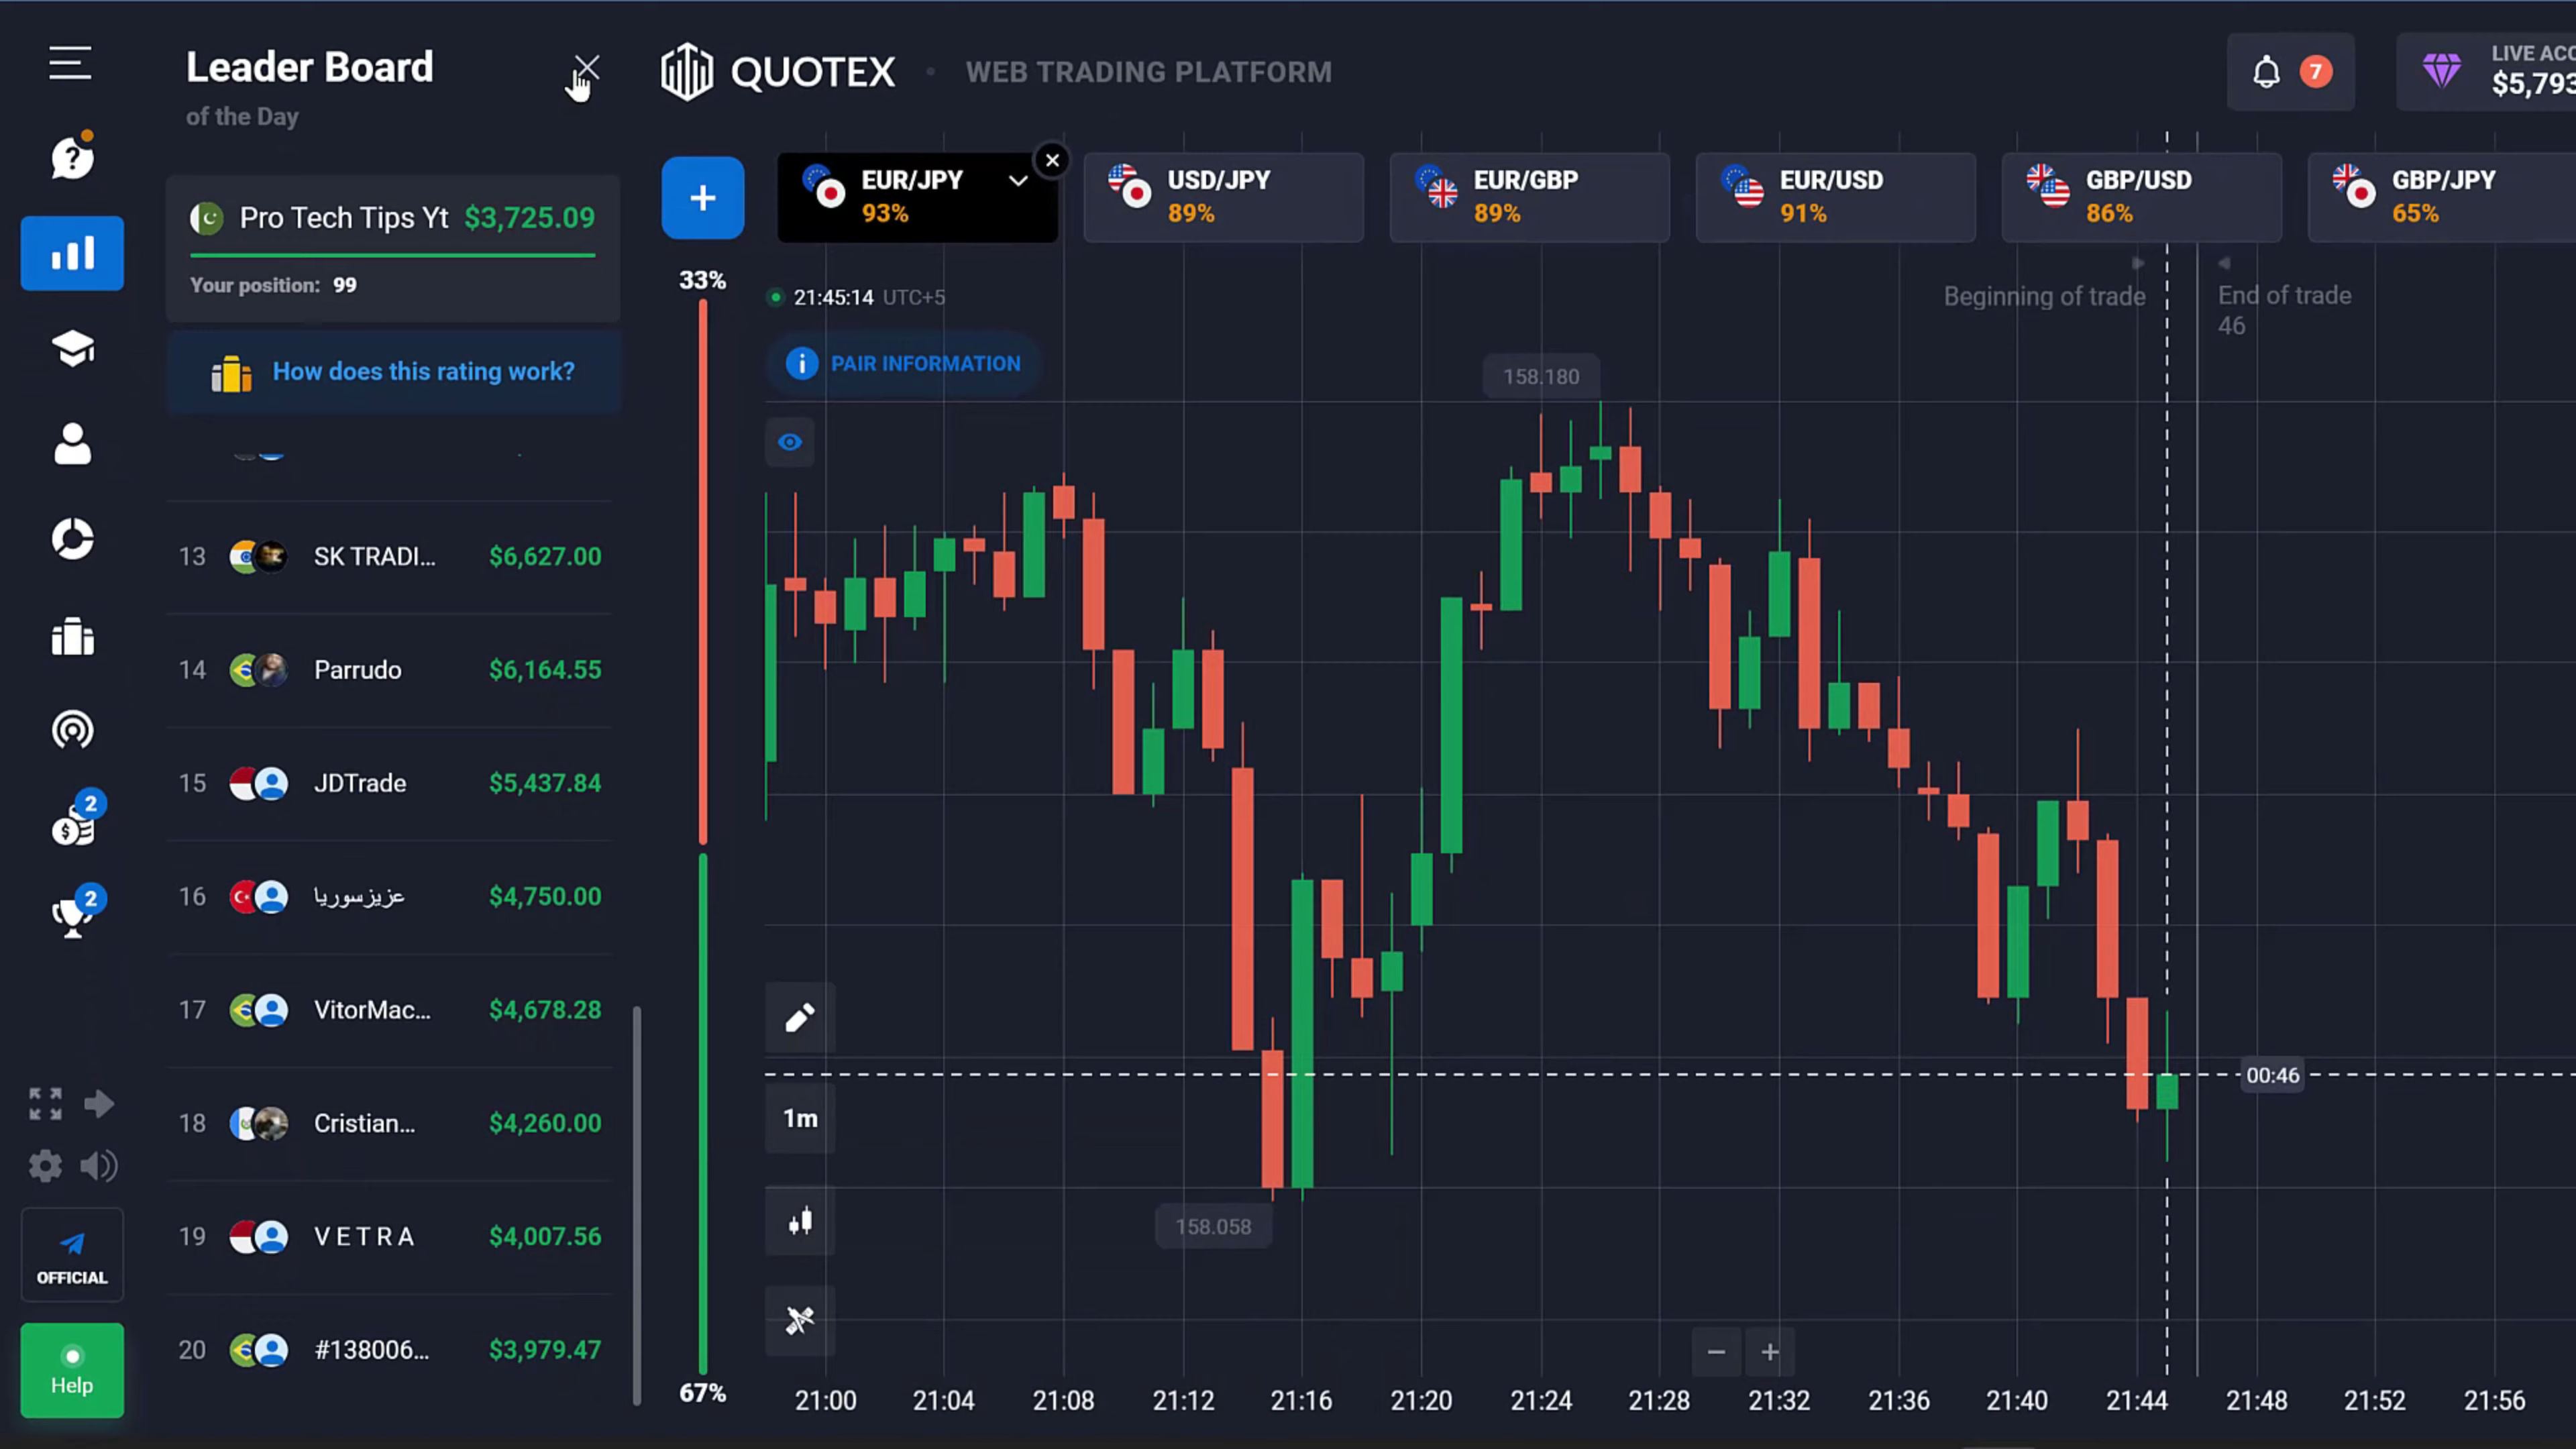 Leader Board
of the Day
Pro Tech Tips Yt $3,725.09
Your position: 99
How does this rating work?
13 SK TRADI... $6,627.00
14 Parrudo $6,164.55
15 JDTrade $5,437.84
16 عزيزسوريا $4,750.00
17 VitorMac... $4,678.28
18 Cristian... $4,260.00
19 V E T R A $4,007.56
20 #138006... $3,979.47
2
2
OFFICIAL
Help
QUOTEX • WEB TRADING PLATFORM
7
LIVE ACC
$5,793
EUR/JPY
93%
USD/JPY
89%
EUR/GBP
89%
EUR/USD
91%
GBP/USD
86%
GBP/JPY
65%
33%
67%
21:45:14 UTC+5
PAIR INFORMATION
Beginning of trade
End of trade
46
158.180
158.058
00:46
1m
21:00 21:04 21:08 21:12 21:16 21:20 21:24 21:28 21:32 21:36 21:40 21:44 21:48 21:52 21:56